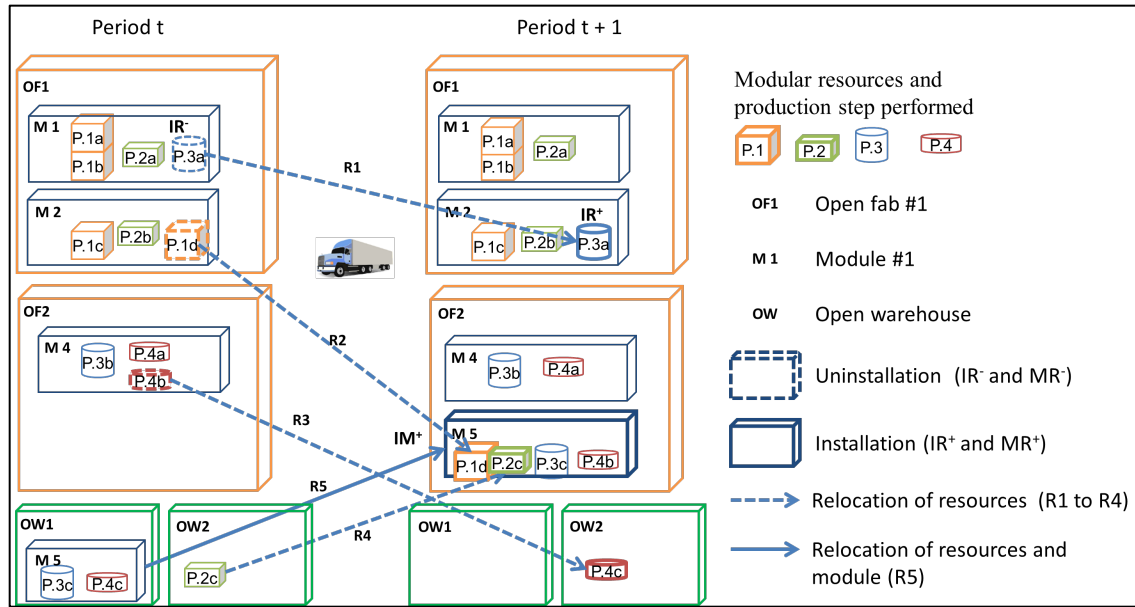 Period t
Period t + 1
OF1
M 1
IR-
P.1a
P.1b
P.2a
P.3a
M 2
P.1c
P.2b
P.1d
OF2
M 4
P.3b
P.4a
P.4b
OW1
M 5
P.3c
P.4c
OW2
P.2c
R1
R2
R3
R4
R5
IM+
OF1
M 1
P.1a
P.1b
P.2a
M 2
IR+
P.1c
P.2b
P.3a
OF2
M 4
P.3b
P.4a
M 5
P.1d
P.2c
P.3c
P.4b
OW1
OW2
P.4c
Modular resources and
production step performed
P.1 P.2 P.3 P.4
OF1 Open fab #1
M 1 Module #1
OW Open warehouse
Uninstallation (IR- and MR-)
Installation (IR+ and MR+)
Relocation of resources (R1 to R4)
Relocation of resources and
module (R5)